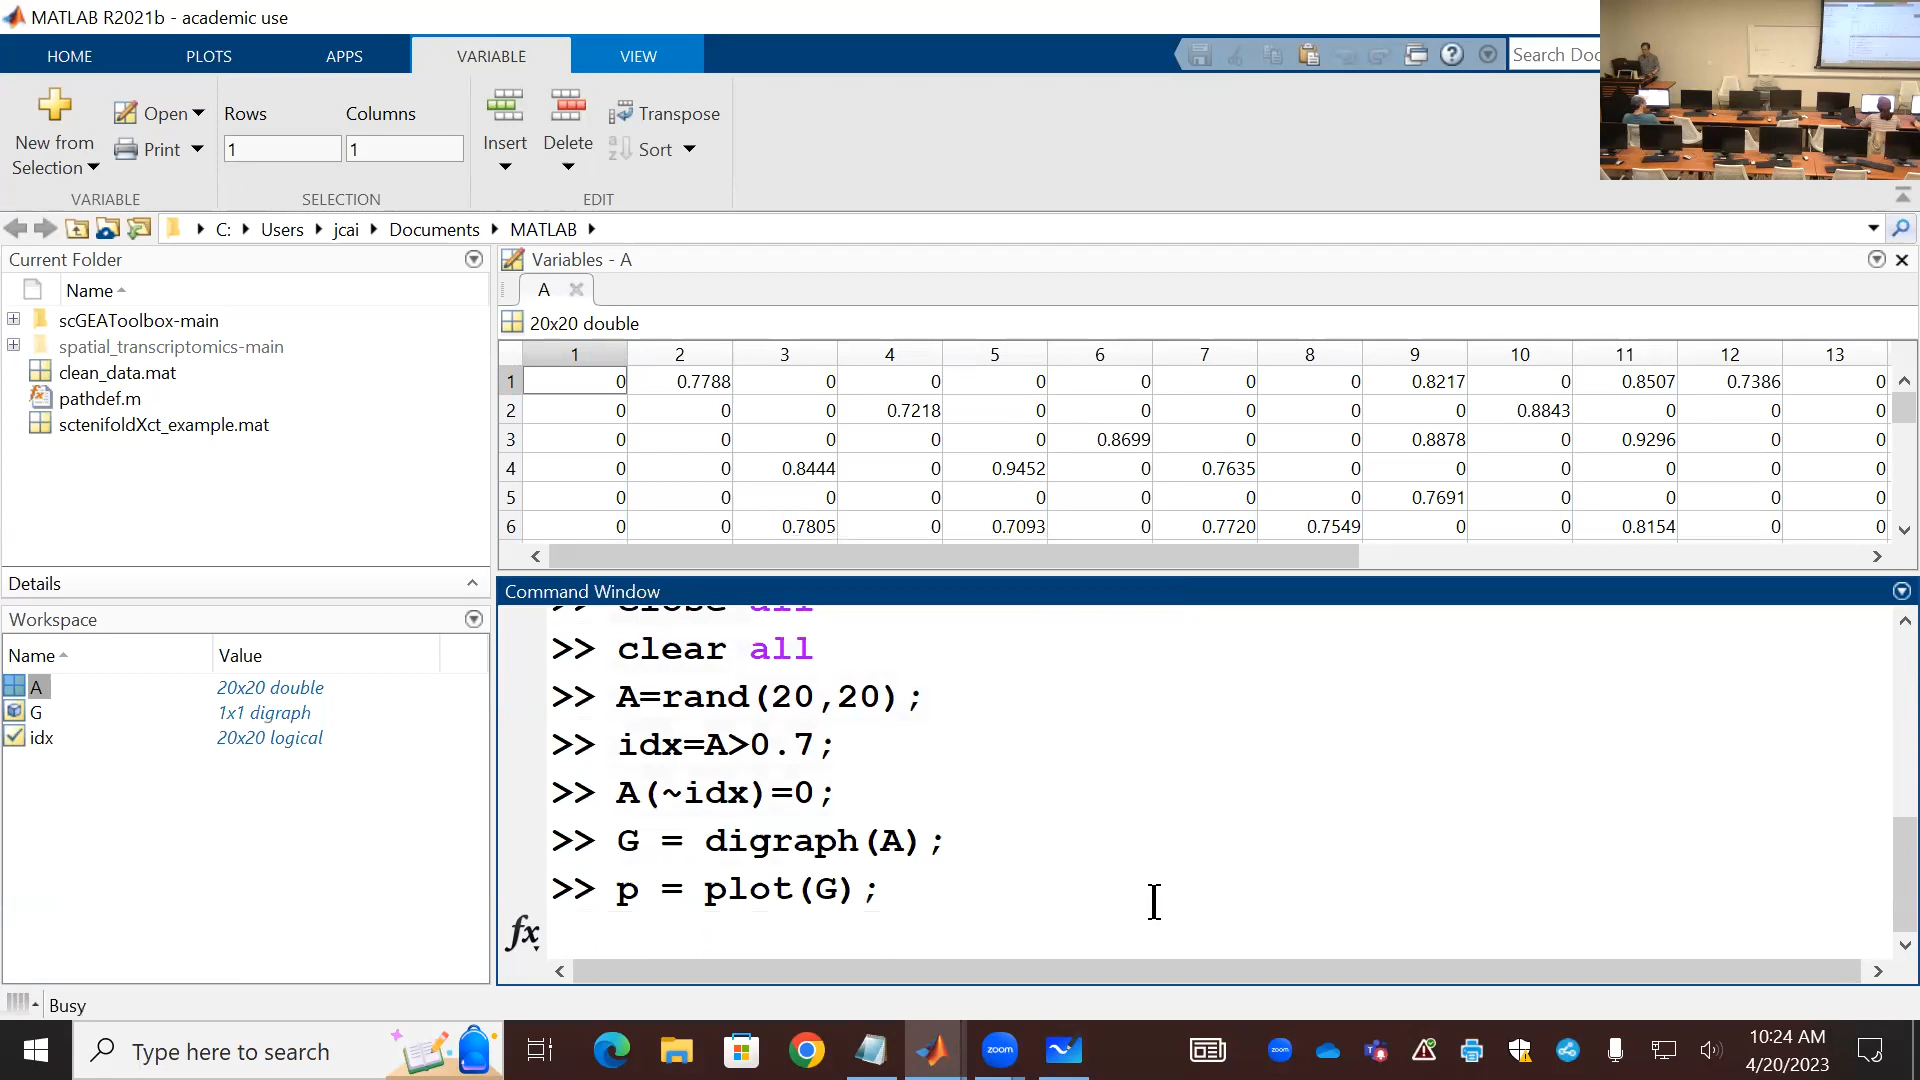 MATLAB R2021b - academic use
HOME PLOTS APPS VARIABLE VIEW
Search Doc
New from
Selection
Open
Print
Rows Columns
1 1
Insert Delete
Transpose
Sort
VARIABLE SELECTION EDIT
C: Users jcai Documents MATLAB
Current Folder
Name
scGEAToolbox-main
spatial_transcriptomics-main
clean_data.mat
pathdef.m
sctenifoldXct_example.mat
Details
Workspace
Name Value
A 20x20 double
G 1x1 digraph
idx 20x20 logical
Busy
Variables - A
A
20x20 double
1 2 3 4 5 6 7 8 9 10 11 12 13
1 0 0.7788 0 0 0 0 0 0 0.8217 0 0.8507 0.7386 0
2 0 0 0 0.7218 0 0 0 0 0 0.8843 0 0 0
3 0 0 0 0 0 0.8699 0 0 0.8878 0 0.9296 0 0
4 0 0 0.8444 0 0.9452 0 0.7635 0 0 0 0 0 0
5 0 0 0 0 0 0 0 0 0.7691 0 0 0 0
6 0 0 0.7805 0 0.7093 0 0.7720 0.7549 0 0 0.8154 0 0
Command Window
>> close all
>> clear all
>> A=rand(20,20);
>> idx=A>0.7;
>> A(~idx)=0;
>> G = digraph(A);
>> p = plot(G);
fx
Type here to search
zoom
zoom
10:24 AM
4/20/2023